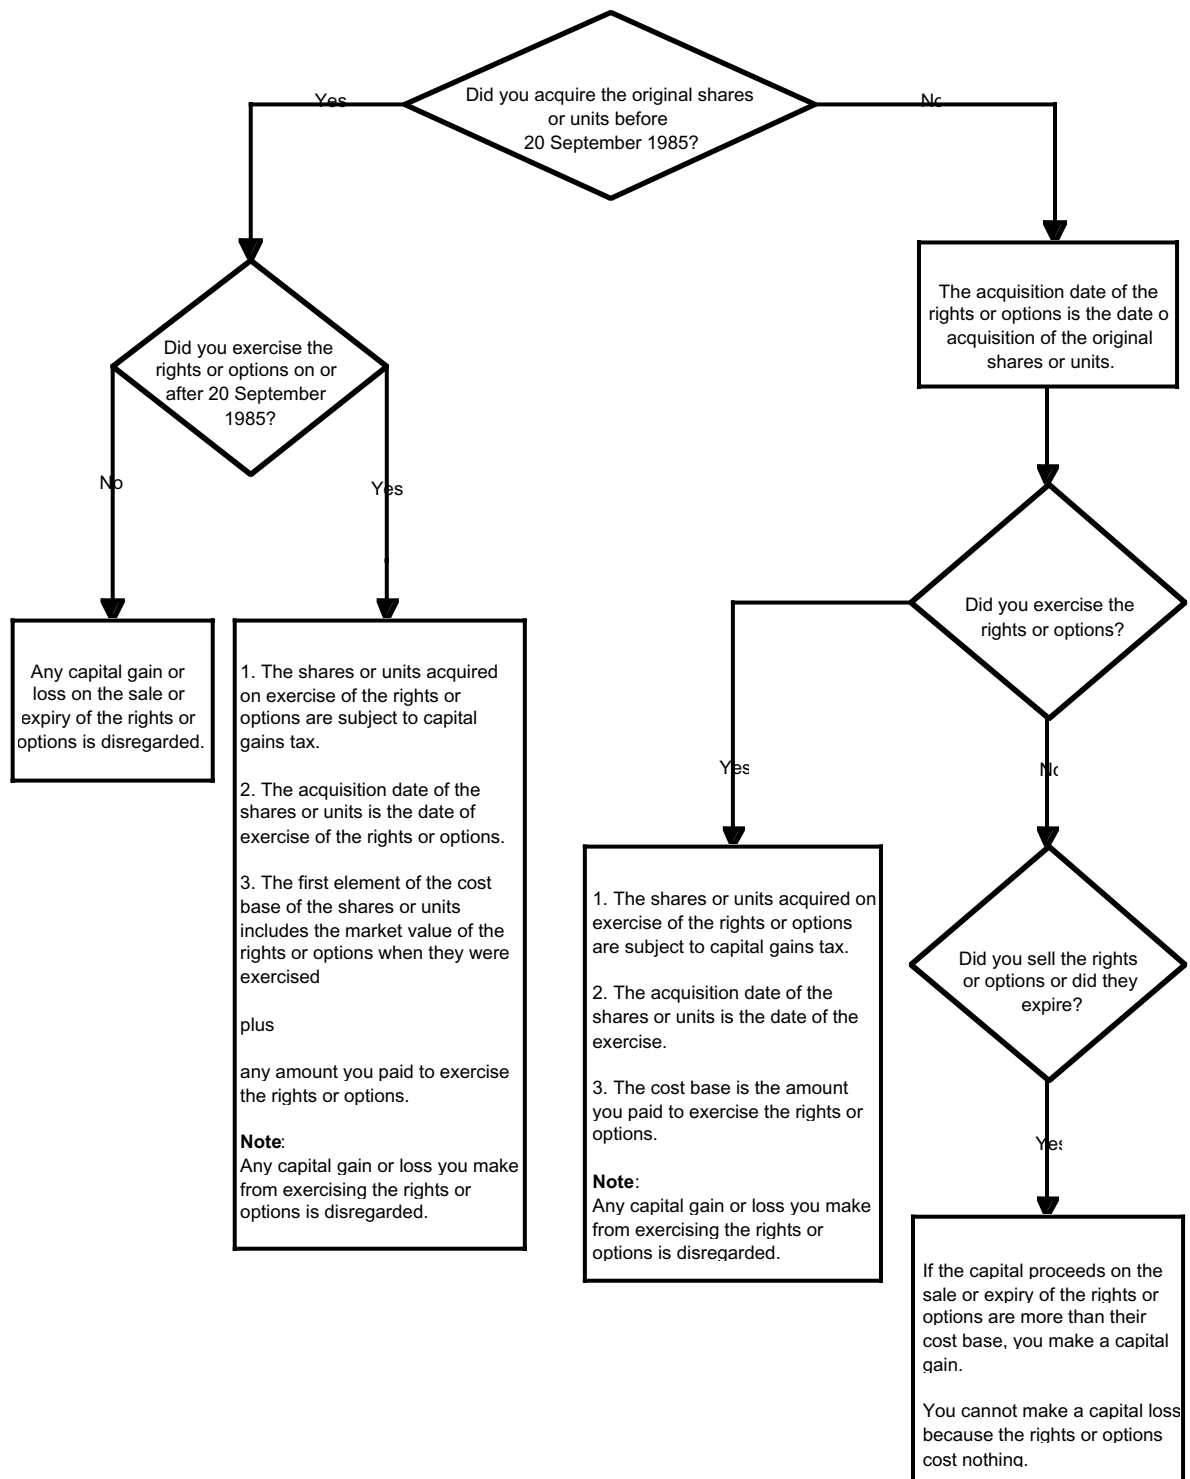 Did you acquire the original shares
or units before
20 September 1985?
Yes
No
Did you exercise the
rights or options on or
after 20 September
1985?
The acquisition date of the
rights or options is the date o
acquisition of the original
shares or units.
No
Yes
Any capital gain or
loss on the sale or
expiry of the rights or
options is disregarded.
1. The shares or units acquired
on exercise of the rights or
options are subject to capital
gains tax.
2. The acquisition date of the
shares or units is the date of
exercise of the rights or options.
3. The first element of the cost
base of the shares or units
includes the market value of the
rights or options when they were
exercised
plus
any amount you paid to exercise
the rights or options.
Note:
Any capital gain or loss you make
from exercising the rights or
options is disregarded.
Did you exercise the
rights or options?
Yes
No
1. The shares or units acquired on
exercise of the rights or options
are subject to capital gains tax.
2. The acquisition date of the
shares or units is the date of the
exercise.
3. The cost base is the amount
you paid to exercise the rights or
options.
Note:
Any capital gain or loss you make
from exercising the rights or
options is disregarded.
Did you sell the rights
or options or did they
expire?
Yes
If the capital proceeds on the
sale or expiry of the rights or
options are more than their
cost base, you make a capital
gain.
You cannot make a capital loss
because the rights or options
cost nothing.